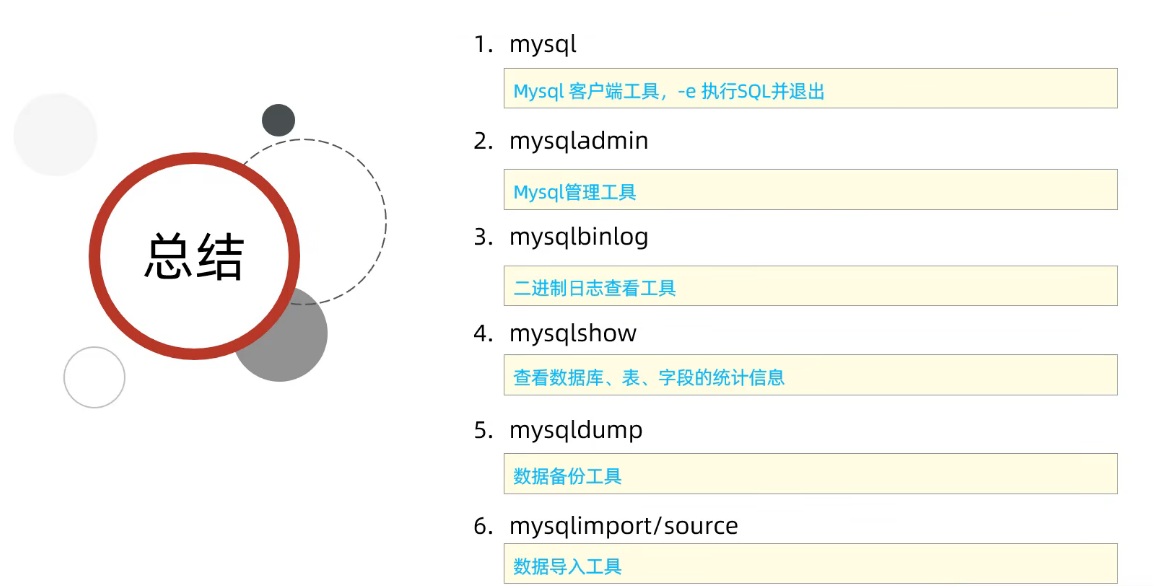 总结
1. mysql
Mysql 客户端工具，-e 执行SQL并退出
2. mysqladmin
Mysql管理工具
3. mysqlbinlog
二进制日志查看工具
4. mysqlshow
查看数据库、表、字段的统计信息
5. mysqldump
数据备份工具
6. mysqlimport/source
数据导入工具